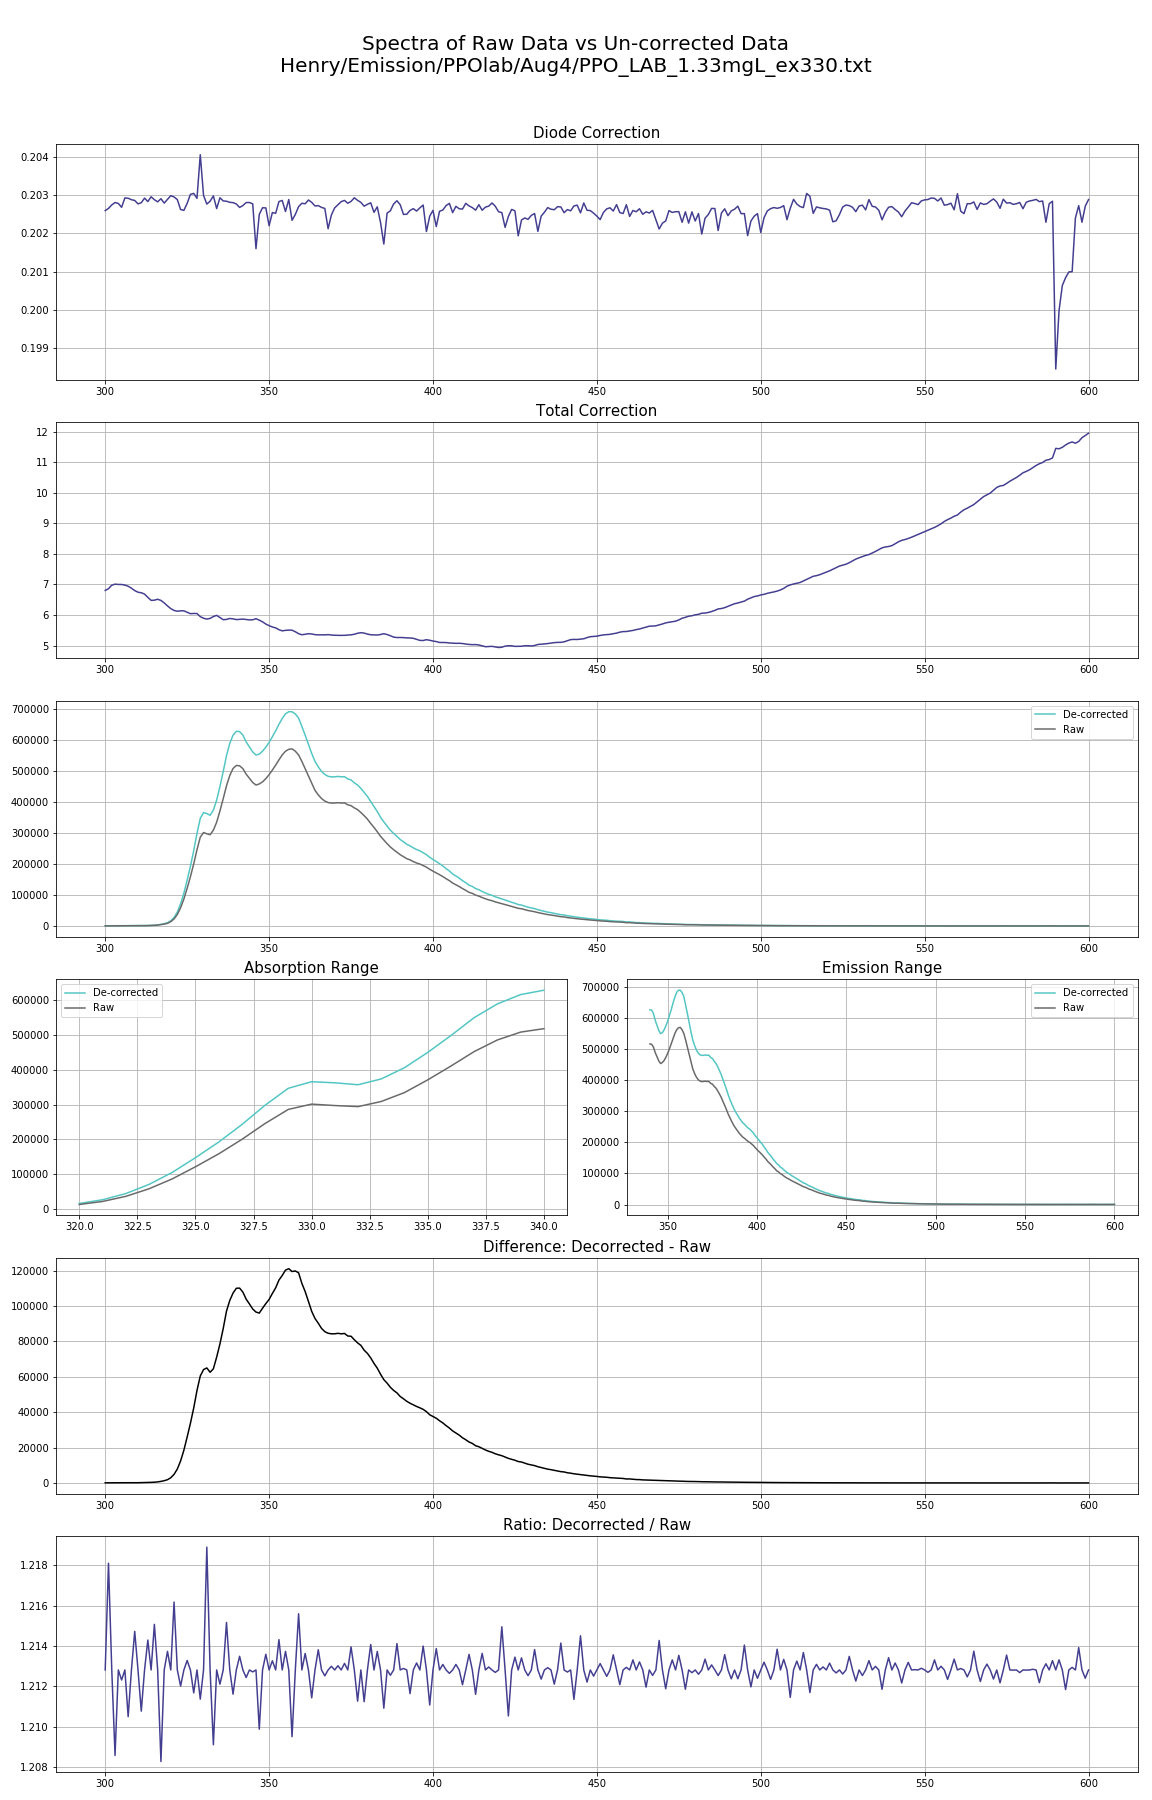 Spectra of Raw Data vs Un-corrected Data
Henry/Emission/PPOlab/Aug4/PPO_LAB_1.33mgL_ex330.txt
Diode Correction
0.204
0.203
0.202
0.201
0.200
0.199
300 350 400 450 500 550 600
Total Correction
12
11
10
9
8
7
6
5
300 350 400 450 500 550 600
700000
600000
500000
400000
300000
200000
100000
0
De-corrected
Raw
300 350 400 450 500 550 600
Absorption Range
600000
500000
400000
300000
200000
100000
0
De-corrected
Raw
320.0 322.5 325.0 327.5 330.0 332.5 335.0 337.5 340.0
Emission Range
700000
600000
500000
400000
300000
200000
100000
0
De-corrected
Raw
350 400 450 500 550 600
Difference: Decorrected - Raw
120000
100000
80000
60000
40000
20000
0
300 350 400 450 500 550 600
Ratio: Decorrected / Raw
1.218
1.216
1.214
1.212
1.210
1.208
300 350 400 450 500 550 600